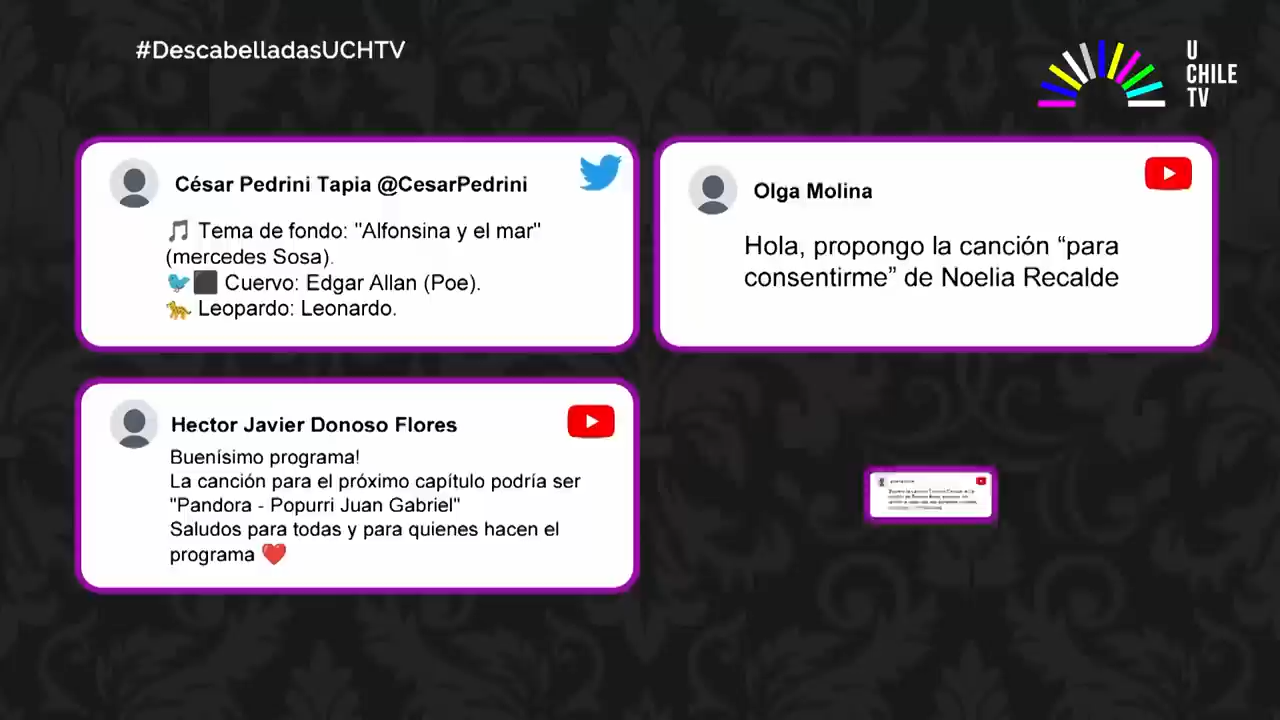 #DescabelladasUCHTV
U
CHILE
TV
César Pedrini Tapia @CesarPedrini
🎵 Tema de fondo: "Alfonsina y el mar"
(mercedes Sosa).
🐦⬛ Cuervo: Edgar Allan (Poe).
🐆 Leopardo: Leonardo.
Olga Molina
Hola, propongo la canción “para
consentirme” de Noelia Recalde
Hector Javier Donoso Flores
Buenísimo programa!
La canción para el próximo capítulo podría ser
"Pandora - Popurri Juan Gabriel"
Saludos para todas y para quienes hacen el
programa ❤️